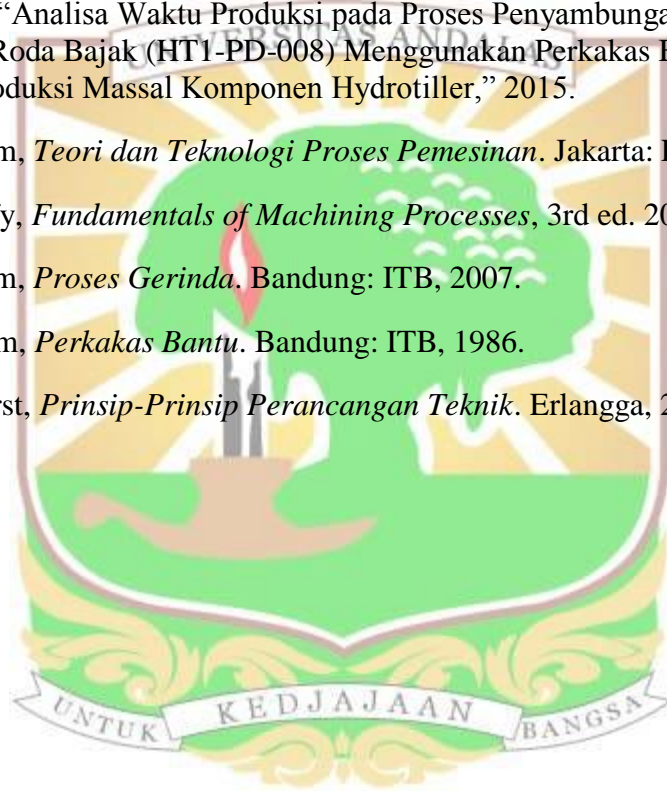 “Analisa Waktu Produksi pada Proses Penyambunga
Roda Bajak (HT1-PD-008) Menggunakan Perkakas
UNIVERSITAS ANDALAS
oduksi Massal Komponen Hydrotiller,” 2015.
m, Teori dan Teknologi Proses Pemesinan. Jakarta:
y, Fundamentals of Machining Processes, 3rd ed. 20
m, Proses Gerinda. Bandung: ITB, 2007.
m, Perkakas Bantu. Bandung: ITB, 1986.
rst, Prinsip-Prinsip Perancangan Teknik. Erlangga, 2
UNTUK KEDJAJAAN BANGSA